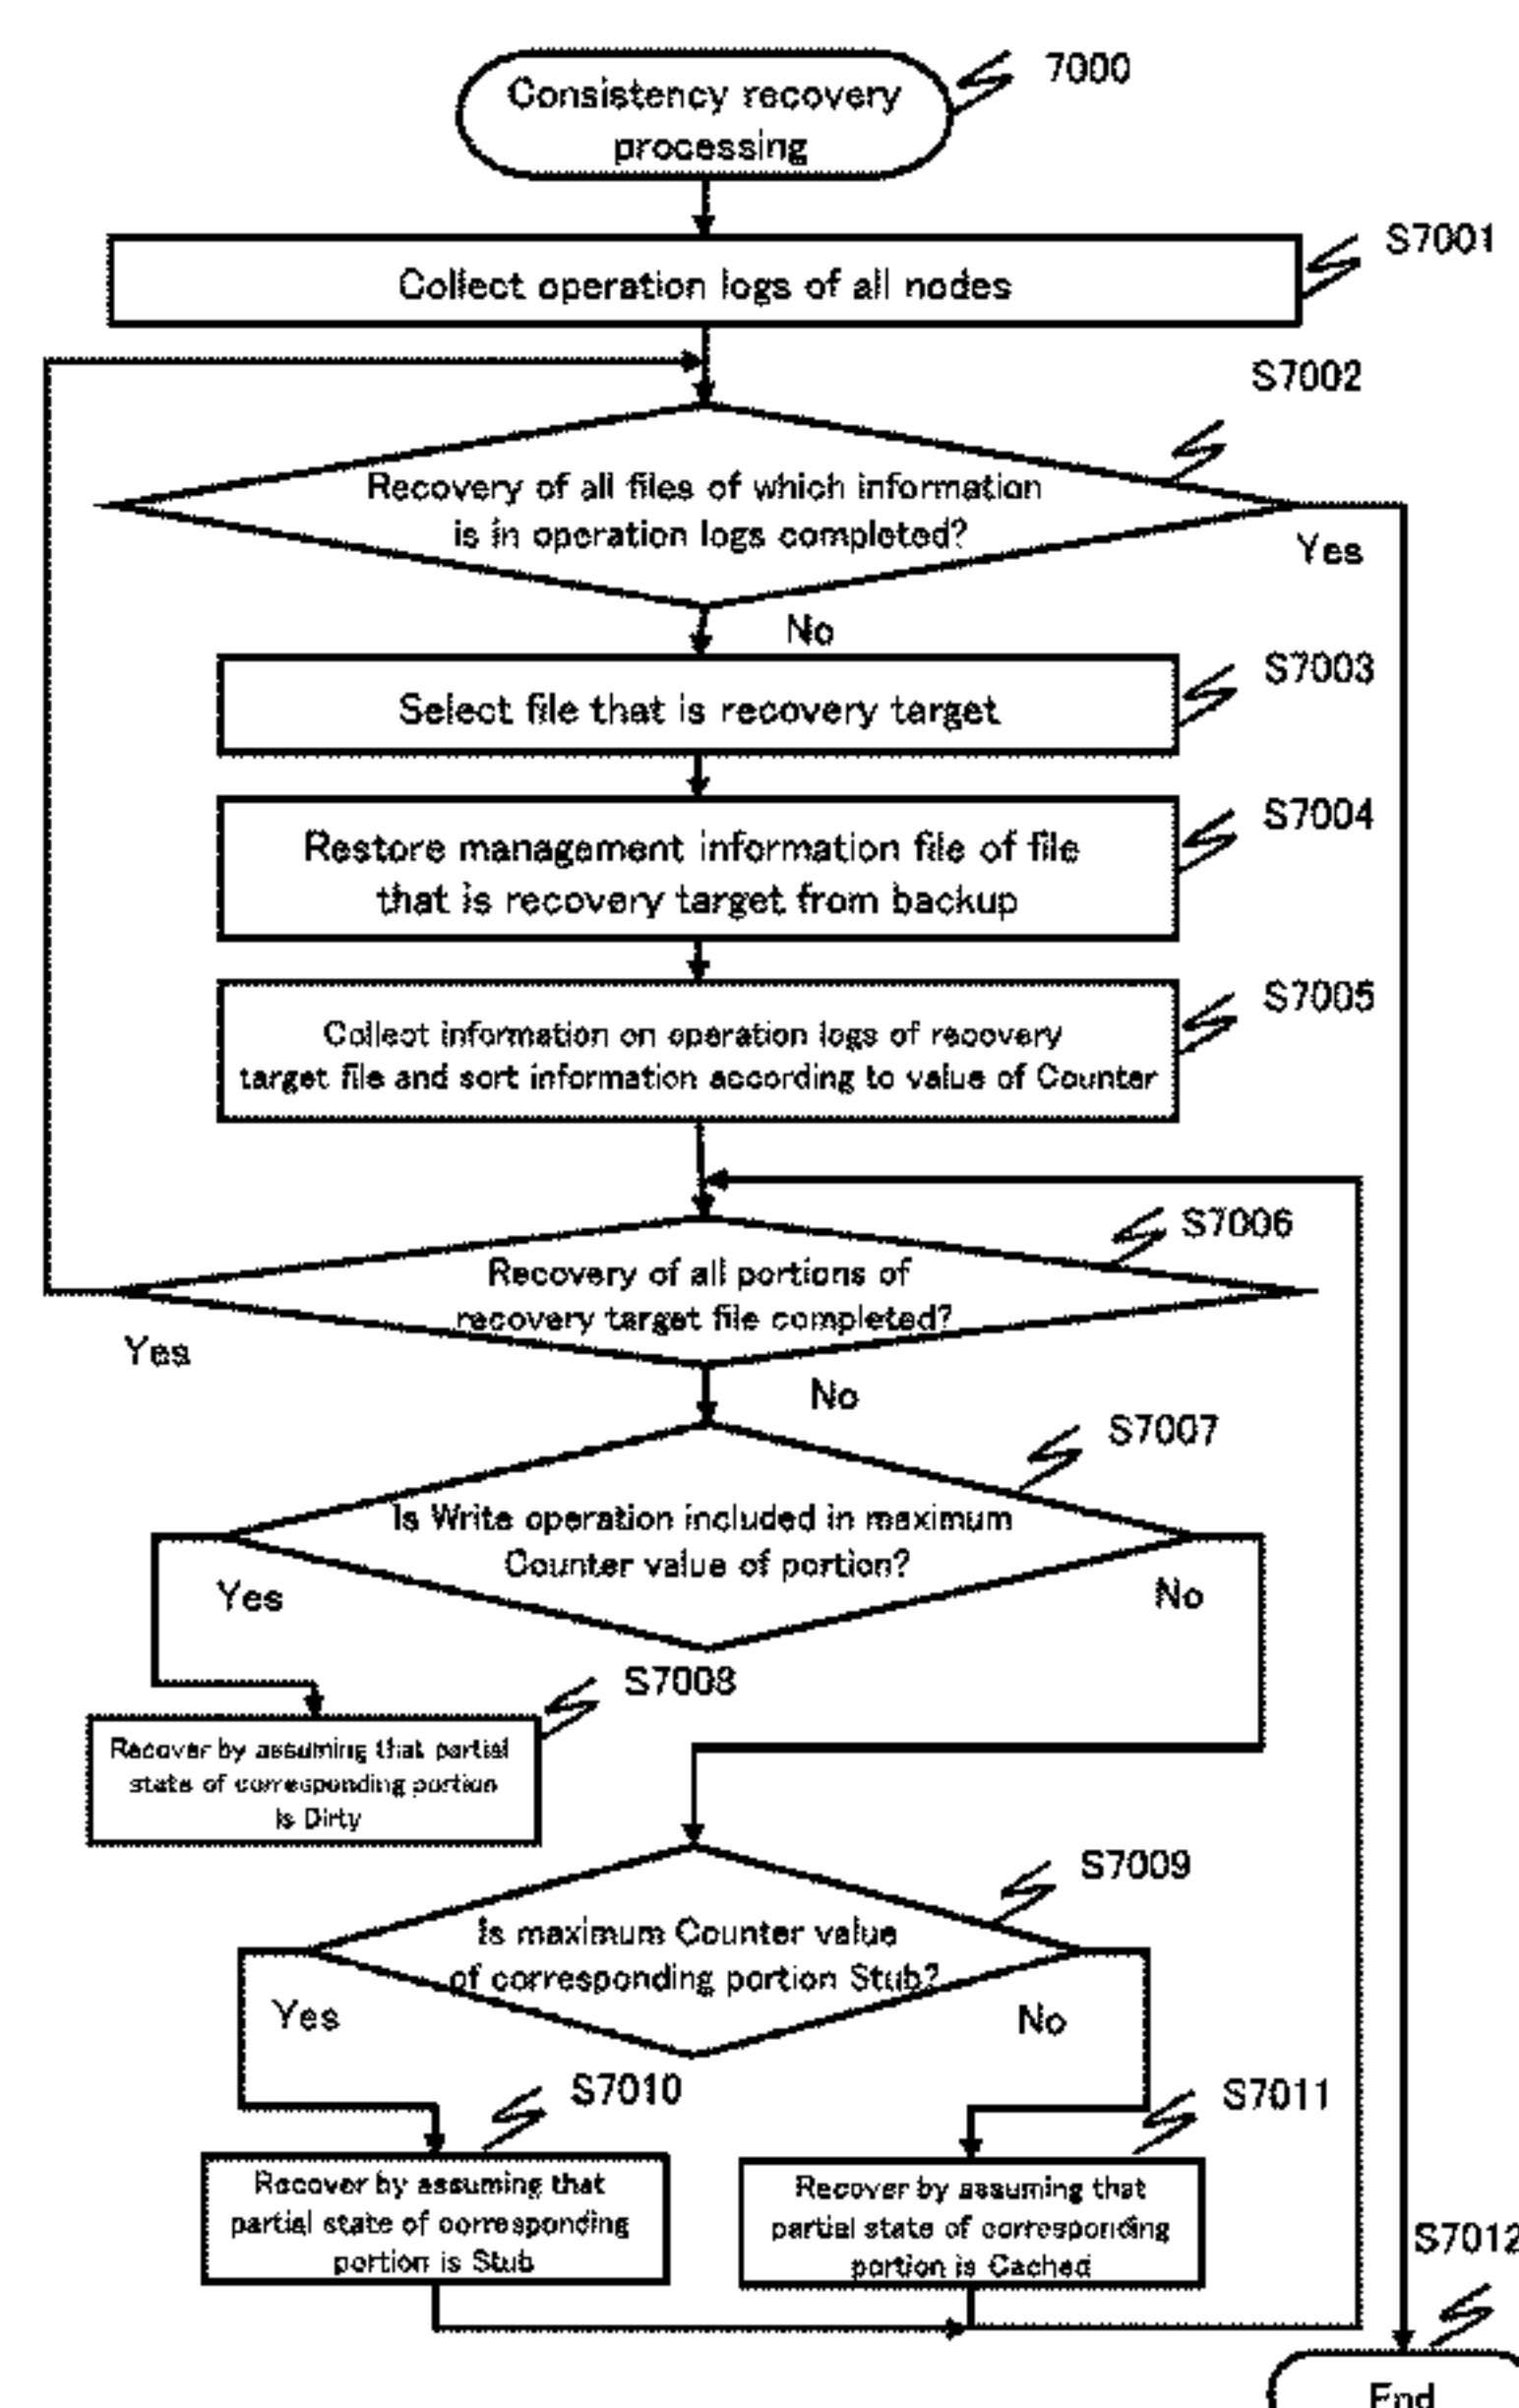 7000
Consistency recovery
processing
S7001
Collect operation logs of all nodes
S7002
Recovery of all files of which information
is in operation logs completed?
Yes
No
S7003
Select file that is recovery target
S7004
Restore management information file of file
that is recovery target from backup
S7005
Collect information on operation logs of recovery
target file and sort information according to value of Counter
S7006
Recovery of all portions of
recovery target file completed?
Yes
No
S7007
Is Write operation included in maximum
Counter value of portion?
Yes
No
S7008
Recover by assuming that partial
state of corresponding portion
is Dirty
S7009
Is maximum Counter value
of corresponding portion Stub?
Yes
No
S7010
S7011
Recover by assuming that
partial state of corresponding
portion is Stub
Recover by assuming that
partial state of corresponding
portion is Cached
S7012
End